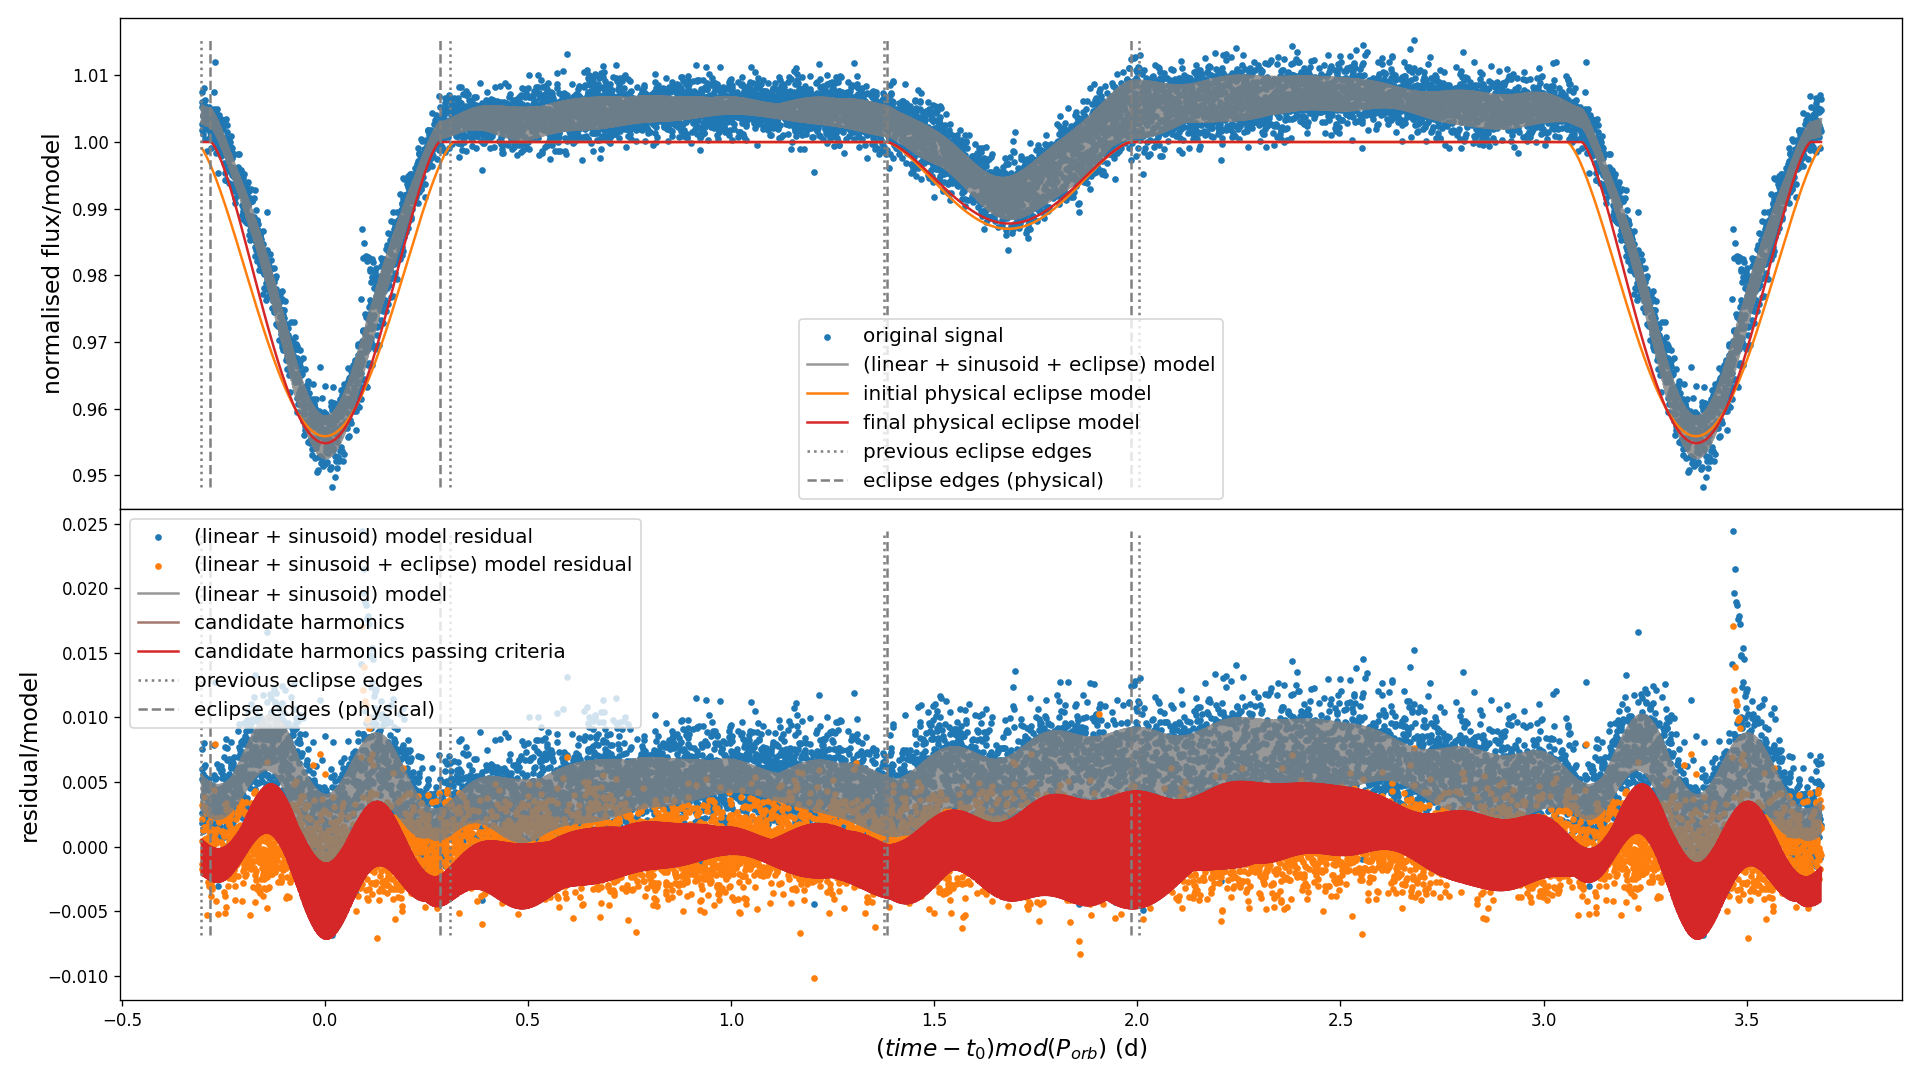 normalised flux/model
1.01
1.00
0.99
0.98
0.97
0.96
0.95
original signal
(linear + sinusoid + eclipse) model
initial physical eclipse model
final physical eclipse model
previous eclipse edges
eclipse edges (physical)
residual/model
0.025
0.020
0.015
0.010
0.005
0.000
−0.005
−0.010
(linear + sinusoid) model residual
(linear + sinusoid + eclipse) model residual
(linear + sinusoid) model
candidate harmonics
candidate harmonics passing criteria
previous eclipse edges
eclipse edges (physical)
−0.5 0.0 0.5 1.0 1.5 2.0 2.5 3.0 3.5
(time − t₀)mod(P_orb) (d)